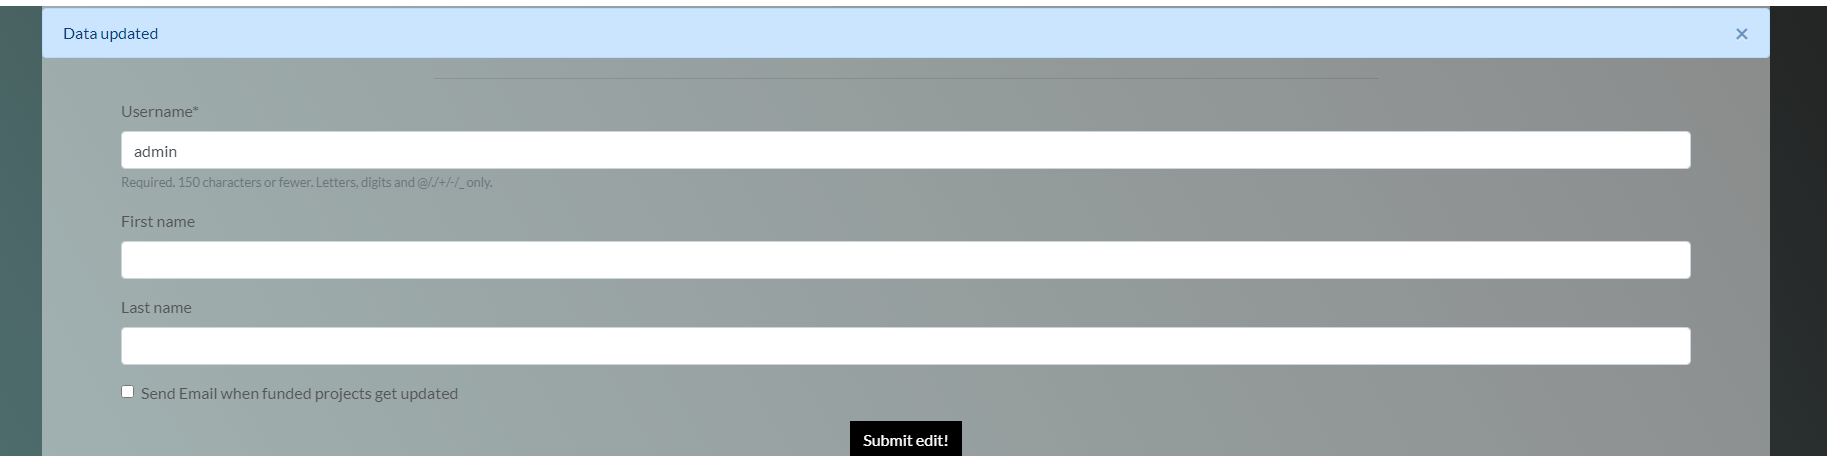 Data updated
×
Username*
admin
Required. 150 characters or fewer. Letters, digits and @/./+/-/_ only.
First name
Last name
Send Email when funded projects get updated
Submit edit!